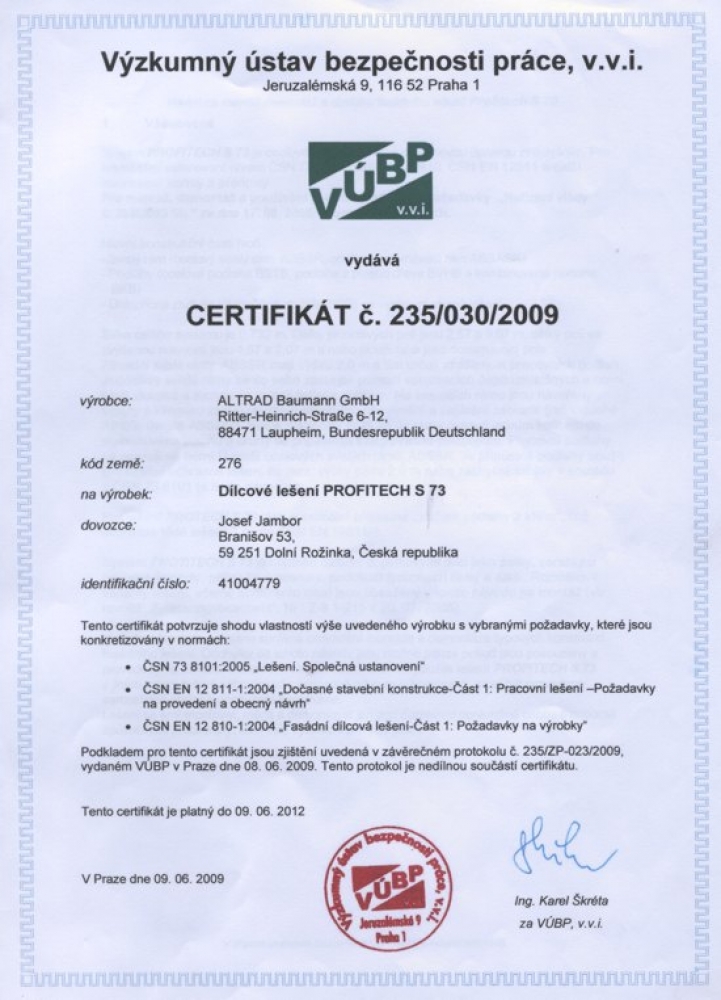 Výzkumný ústav bezpečnosti práce, v.v.i.
Jeruzalémská 9, 116 52 Praha 1
VÚBP
v.v.i.
vydává
CERTIFIKÁT č. 235/030/2009
výrobce: ALTRAD Baumann GmbH
Ritter-Heinrich-Straße 6-12,
88471 Laupheim, Bundesrepublik Deutschland
kód země: 276
na výrobek: Dílcové lešení PROFITECH S 73
dovozce: Josef Jambor
Branišov 53,
59 251 Dolní Rožinka, Česká republika
identifikační číslo: 41004779
Tento certifikát potvrzuje shodu vlastností výše uvedeného výrobku s vybranými požadavky, které jsou
konkretizovány v normách:
• ČSN 73 8101:2005 „Lešení. Společná ustanovení"
• ČSN EN 12 811-1:2004 „Dočasné stavební konstrukce-Část 1: Pracovní lešení –Požadavky
na provedení a obecný návrh"
• ČSN EN 12 810-1:2004 „Fasádní dílcová lešení-Část 1: Požadavky na výrobky"
Podkladem pro tento certifikát jsou zjištění uvedená v závěrečném protokolu č. 235/ZP-023/2009,
vydaném VÚBP v Praze dne 08. 06. 2009. Tento protokol je nedílnou součástí certifikátu.
Tento certifikát je platný do 09. 06. 2012
V Praze dne 09. 06. 2009
Výzkumný ústav bezpečnosti práce, v.v.i.
VÚBP
Jeruzalémská 9
Praha 1
Ing. Karel Škréta
za VÚBP, v.v.i.